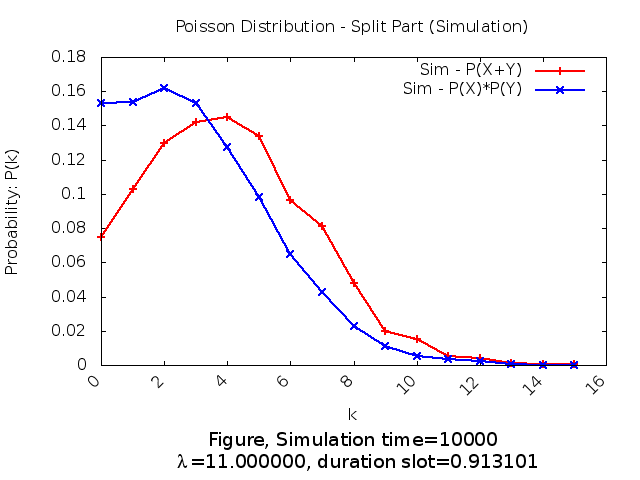 Poisson Distribution - Split Part (Simulation)
Sim - P(X+Y)
Sim - P(X)*P(Y)
Probability: P(k)
0.18
0.16
0.14
0.12
0.1
0.08
0.06
0.04
0.02
0
0 2 4 6 8 10 12 14 16
k
Figure, Simulation time=10000
λ=11.000000, duration slot=0.913101